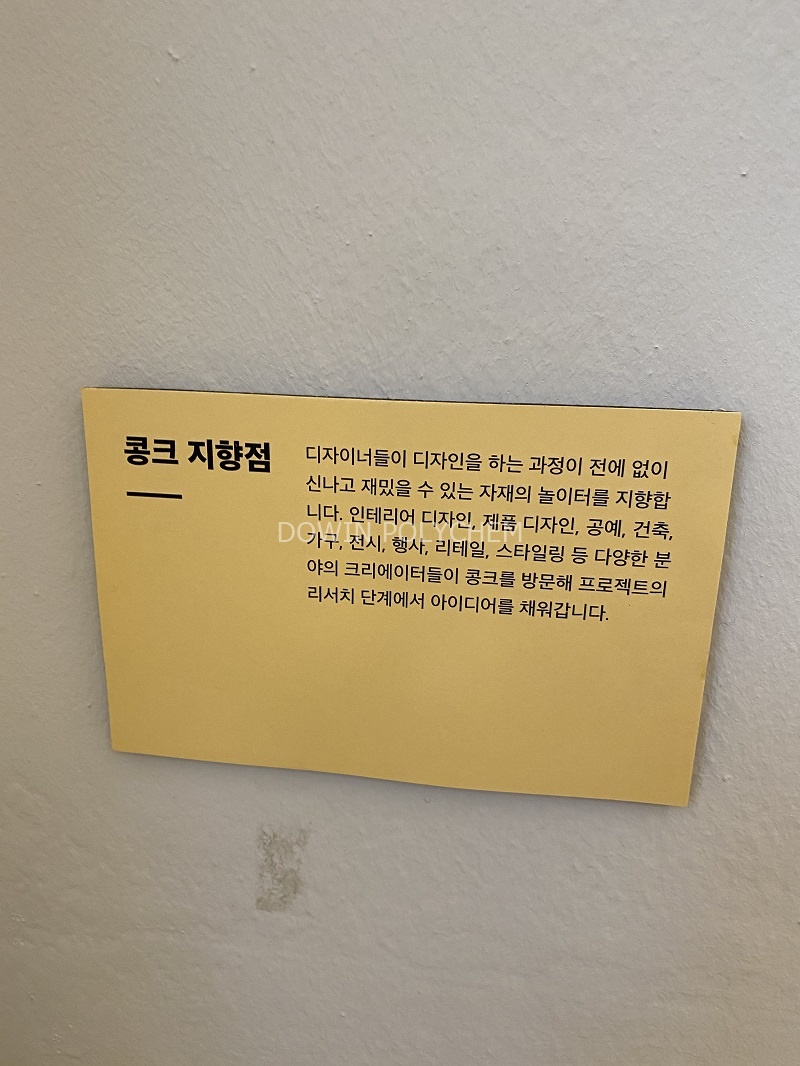 콩크 지향점
디자이너들이 디자인을 하는 과정이 전에 없이
신나고 재밌을 수 있는 자재의 놀이터를 지향합
니다. 인테리어 디자인, 제품 디자인, 공예, 건축,
DOWIN POLYCHEM
가구, 전시, 행사, 리테일, 스타일링 등 다양한 분
야의 크리에이터들이 콩크를 방문해 프로젝트의
리서치 단계에서 아이디어를 채워갑니다.